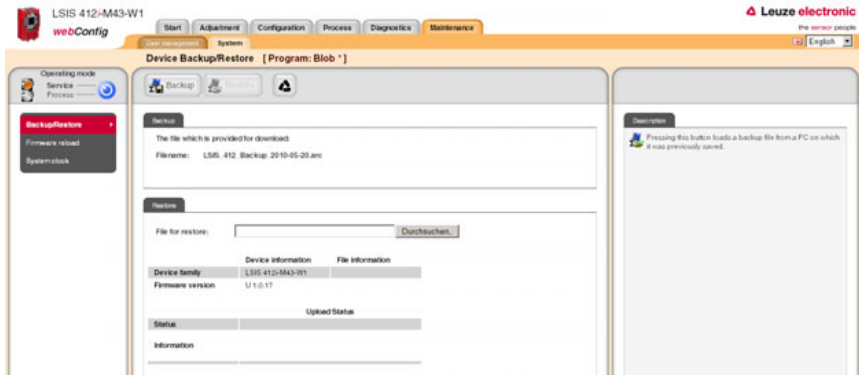 LSIS 412i-M43-W1
webConfig
Start Adjustment Configuration Process Diagnostics Maintenance
User management System
Leuze electronic
the sensor people
English
Device Backup/Restore [Program: Blob *]
Operating mode
Service
Process
Backup Restore
Backup/Restore
Firmware reload
System clock
Backup
The file which is provided for download:
Filename: LSIS_412_Backup_2010-05-20.arc
Restore
File for restore: Durchsuchen..
Device information File information
Device family LSIS 412i-M43-W1
Firmware version U 1.0.17
Upload Status
Status
Information
Description
Pressing this button loads a backup file from a PC on which
it was previously saved.